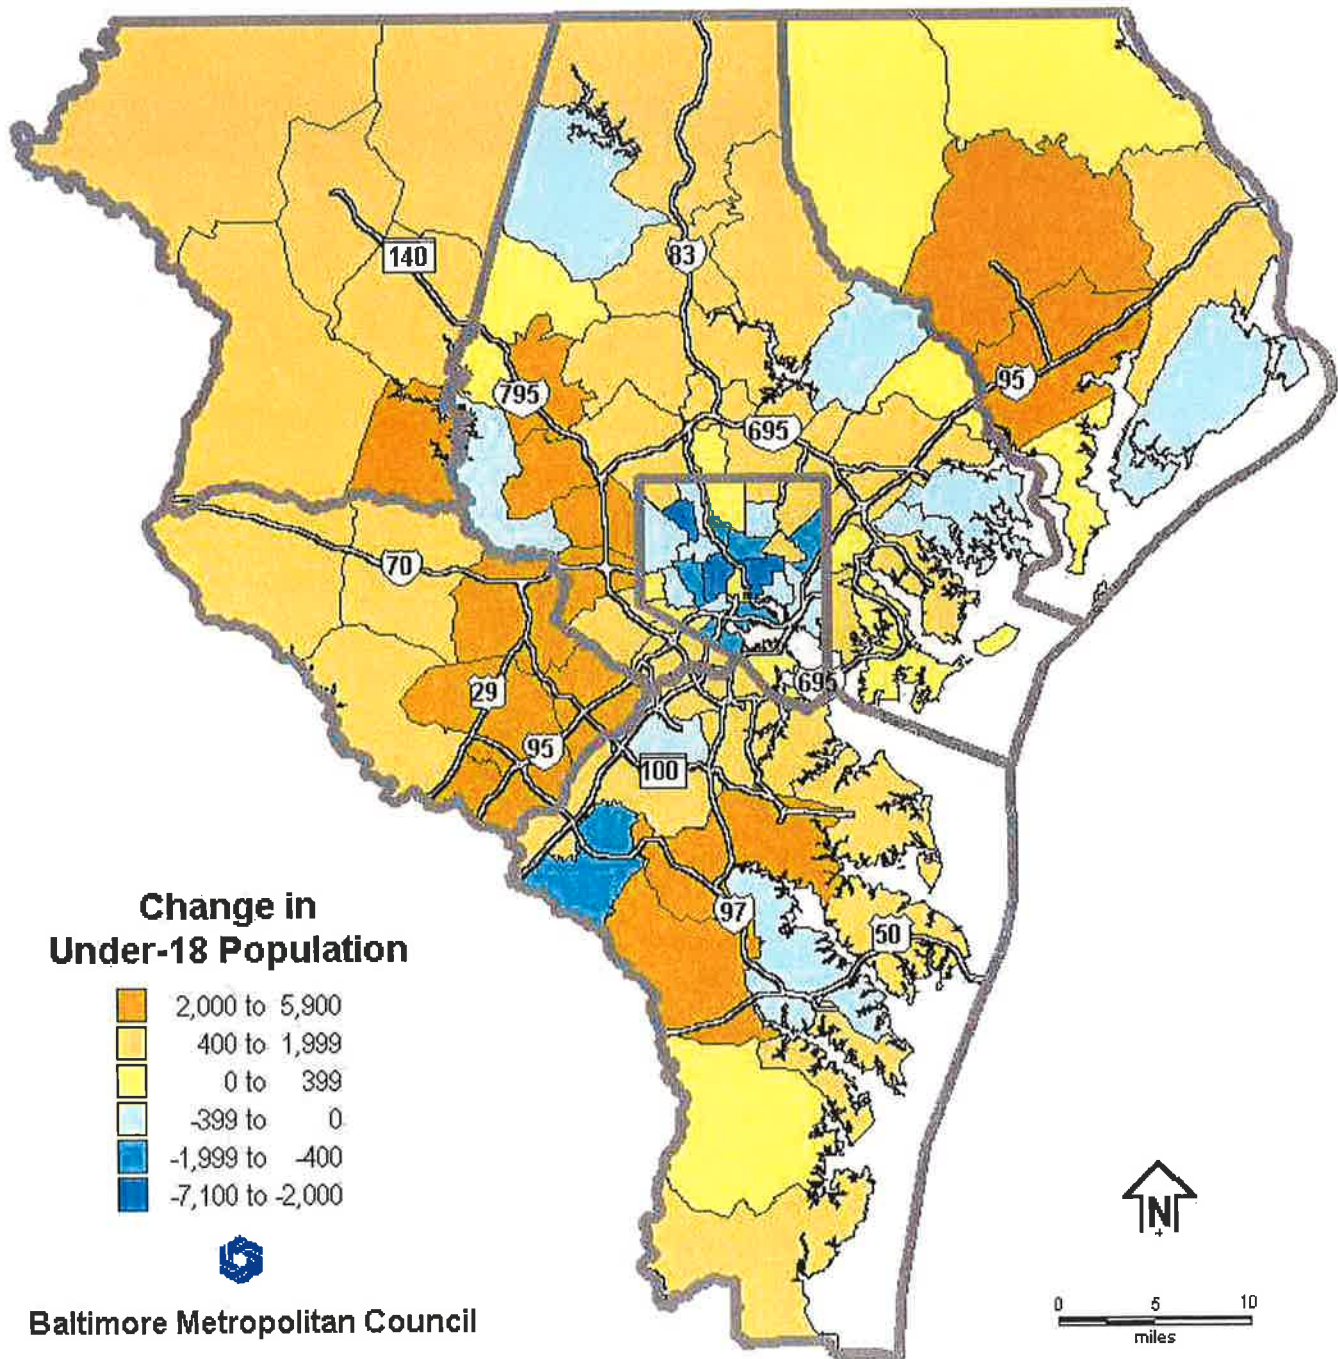 140
83
795
95
695
70
29
695
95
100
97
50
Change in
Under-18 Population
2,000 to 5,900
400 to 1,999
0 to 399
-399 to 0
-1,999 to -400
-7,100 to -2,000
Baltimore Metropolitan Council
N
0 5 10
miles